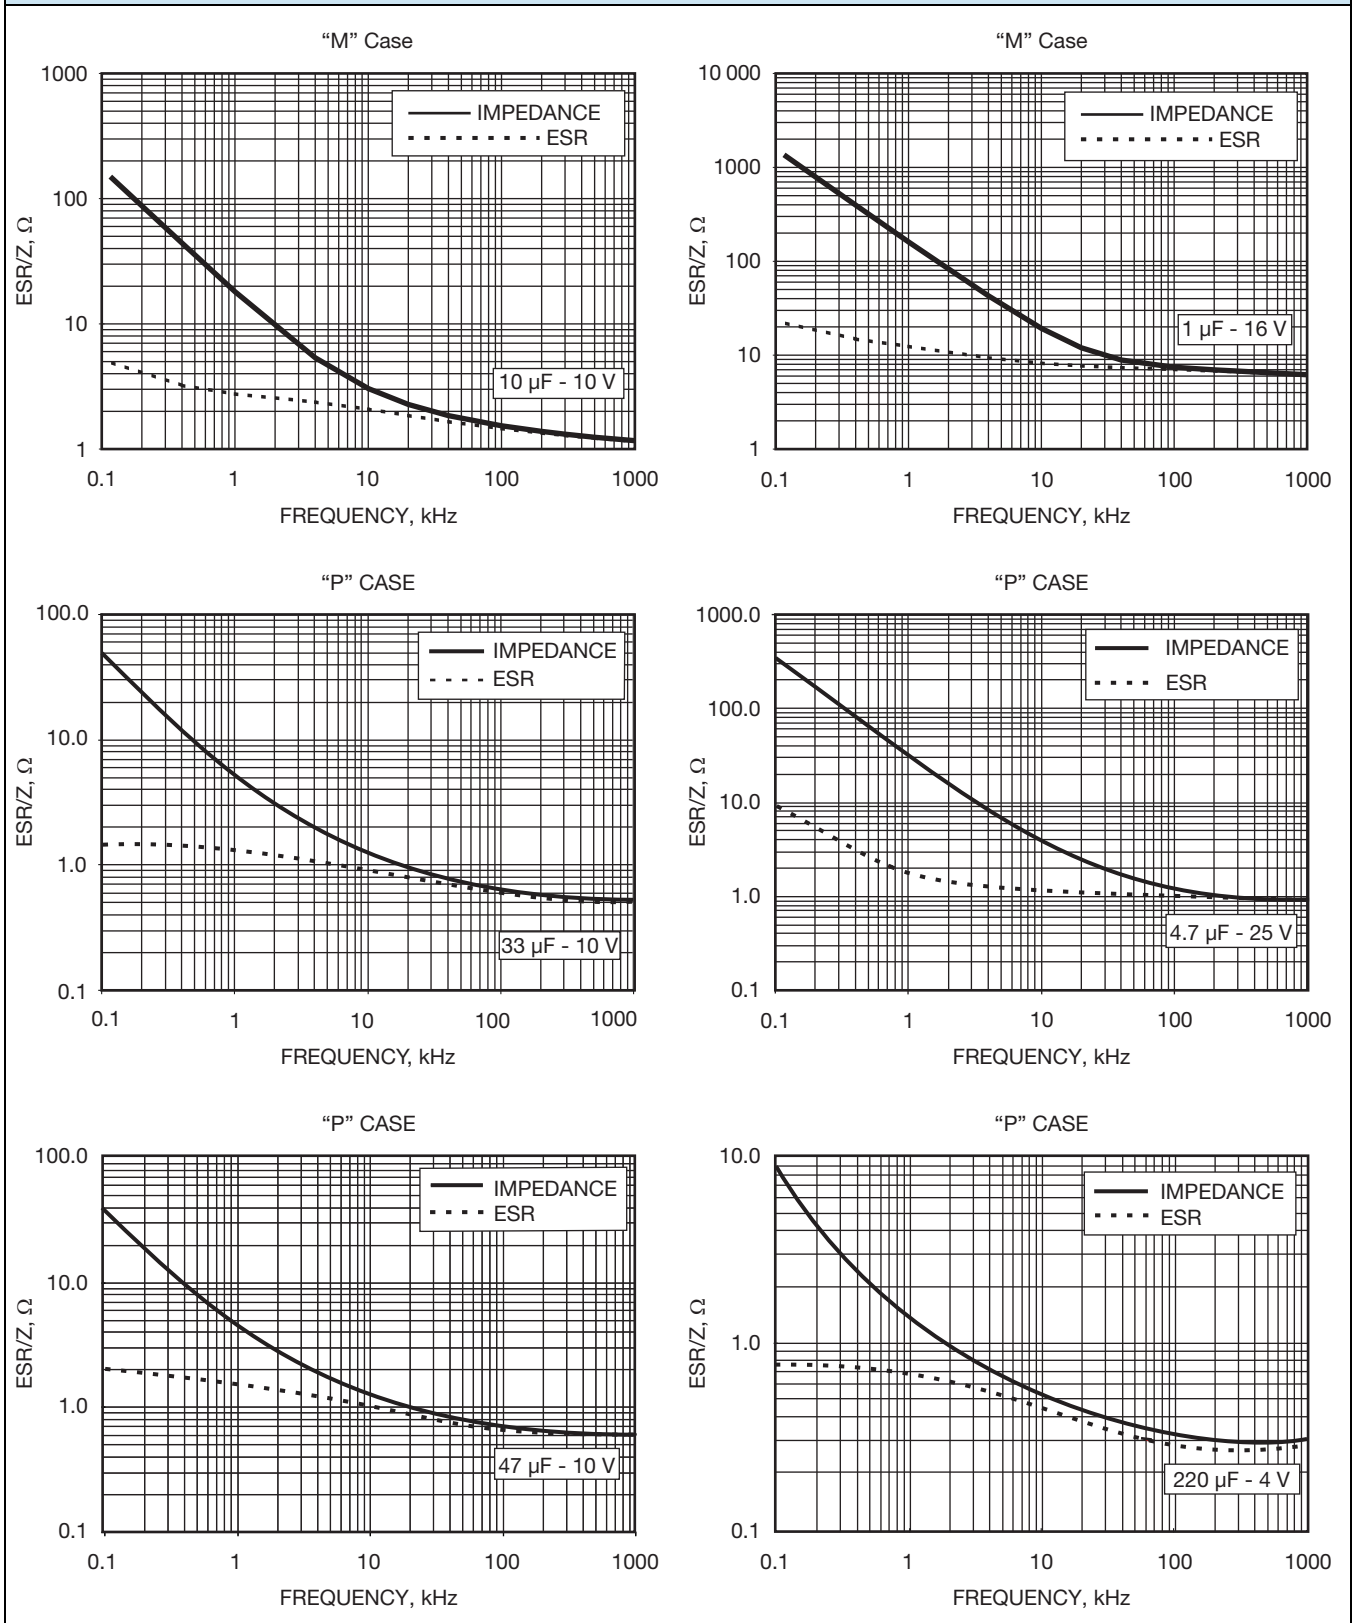 “M” Case
1000
100
10
1
ESR/Z, Ω
IMPEDANCE
ESR
10 µF - 10 V
0.1 1 10 100 1000
FREQUENCY, kHz
“M” Case
10 000
1000
100
10
1
ESR/Z, Ω
IMPEDANCE
ESR
1 µF - 16 V
0.1 1 10 100 1000
FREQUENCY, kHz
“P” CASE
100.0
10.0
1.0
0.1
ESR/Z, Ω
IMPEDANCE
ESR
33 µF - 10 V
0.1 1 10 100 1000
FREQUENCY, kHz
“P” CASE
1000.0
100.0
10.0
1.0
0.1
ESR/Z, Ω
IMPEDANCE
ESR
4.7 µF - 25 V
0.1 1 10 100 1000
FREQUENCY, kHz
“P” CASE
100.0
10.0
1.0
0.1
ESR/Z, Ω
IMPEDANCE
ESR
47 µF - 10 V
0.1 1 10 100 1000
FREQUENCY, kHz
“P” CASE
10.0
1.0
0.1
ESR/Z, Ω
IMPEDANCE
ESR
220 µF - 4 V
0.1 1 10 100 1000
FREQUENCY, kHz